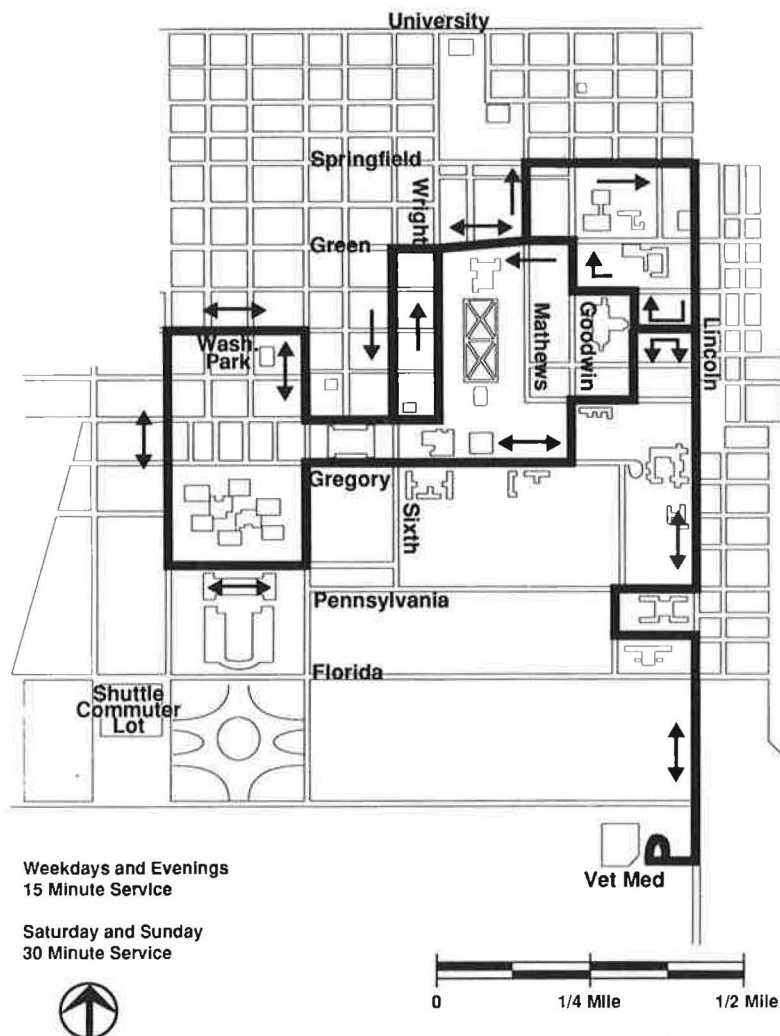 University
Springfield
Wright
Green
Wash.
Park
Mathews
Goodwin
Lincoln
Gregory
Sixth
Pennsylvania
Florida
Shuttle
Commuter
Lot
Vet Med
Weekdays and Evenings
15 Minute Service
Saturday and Sunday
30 Minute Service
0 1/4 Mile 1/2 Mile